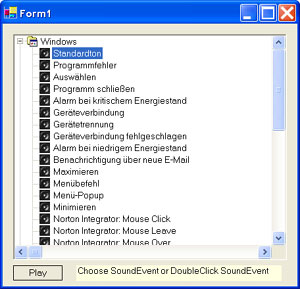 Form1
Windows
Standardton
Programmfehler
Auswählen
Programm schließen
Alarm bei kritischem Energiestand
Geräteverbindung
Gerätetrennung
Geräteverbindung fehlgeschlagen
Alarm bei niedrigem Energiestand
Benachrichtigung über neue E-Mail
Maximieren
Menübefehl
Menü-Popup
Minimieren
Norton Integrator: Mouse Click
Norton Integrator: Mouse Leave
Norton Integrator: Mouse Over
Play Choose SoundEvent or DoubleClick SoundEvent